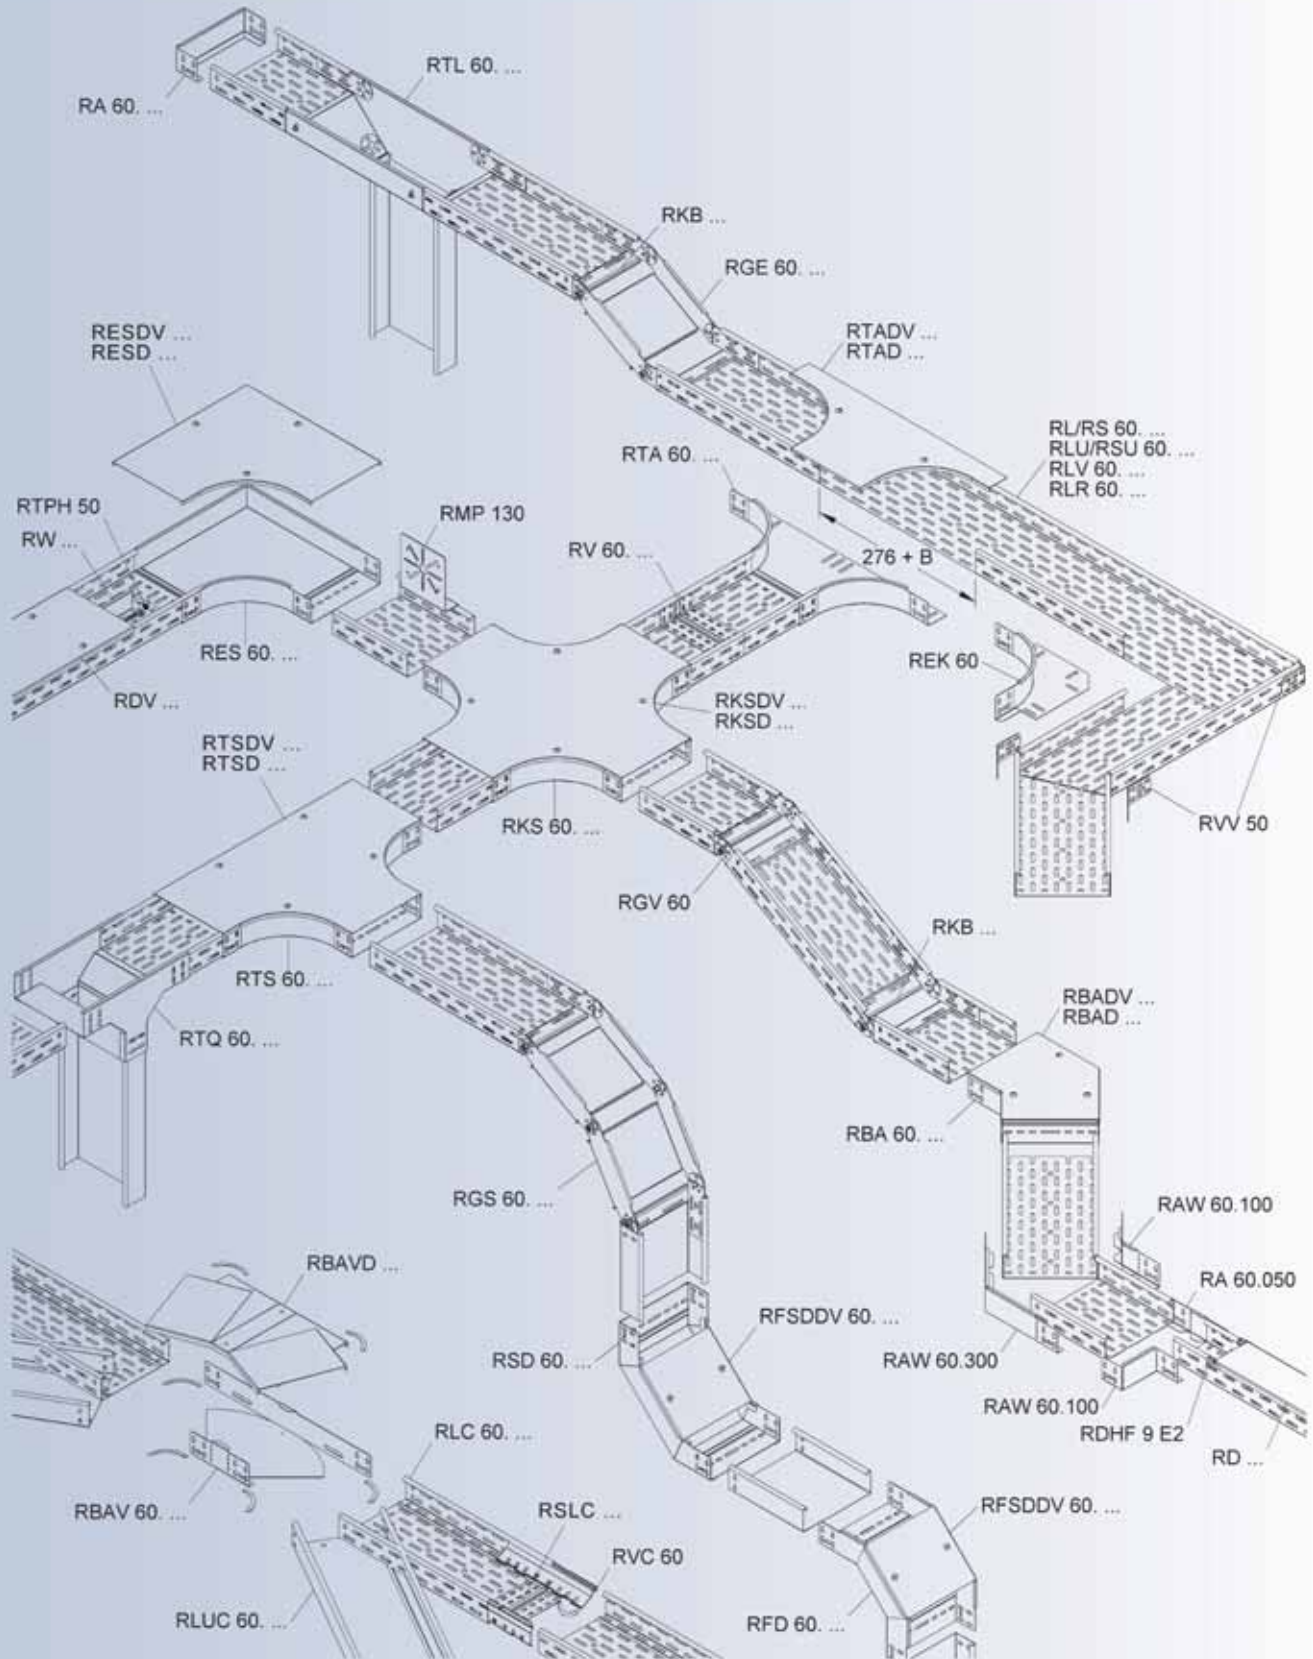 RTL 60. ...
RA 60. ...
RKB ...
RGE 60. ...
RESDV ...
RESD ...
RTADV ...
RTAD ...
RL/RS 60. ...
RLU/RSU 60. ...
RLV 60. ...
RLR 60. ...
RTA 60. ...
RTPH 50
RW ...
RMP 130
RV 60. ...
276 + B
RES 60. ...
REK 60
RDV ...
RKSDV ...
RKSD ...
RTSDV ...
RTSD ...
RKS 60. ...
RVV 50
RGV 60
RKB ...
RTS 60. ...
RBADV ...
RBAD ...
RTQ 60. ...
RBA 60. ...
RGS 60. ...
RAW 60.100
RBAVD ...
RA 60.050
RFSDDV 60. ...
RSD 60. ...
RAW 60.300
RAW 60.100
RDHF 9 E2
RD ...
RLC 60. ...
RBAV 60. ...
RSLC ...
RFSDDV 60. ...
RVC 60
RLUC 60. ...
RFD 60. ...